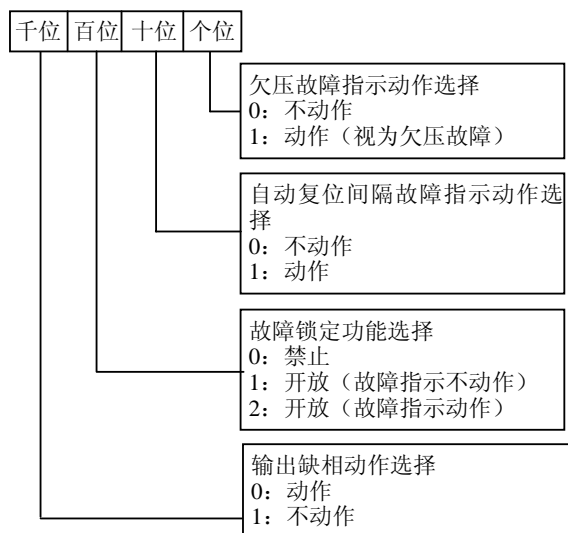 千位 百位 十位 个位
欠压故障指示动作选择
0：不动作
1：动作（视为欠压故障）
自动复位间隔故障指示动作选
择
0：不动作
1：动作
故障锁定功能选择
0：禁止
1：开放（故障指示不动作）
2：开放（故障指示动作）
输出缺相动作选择
0：动作
1：不动作